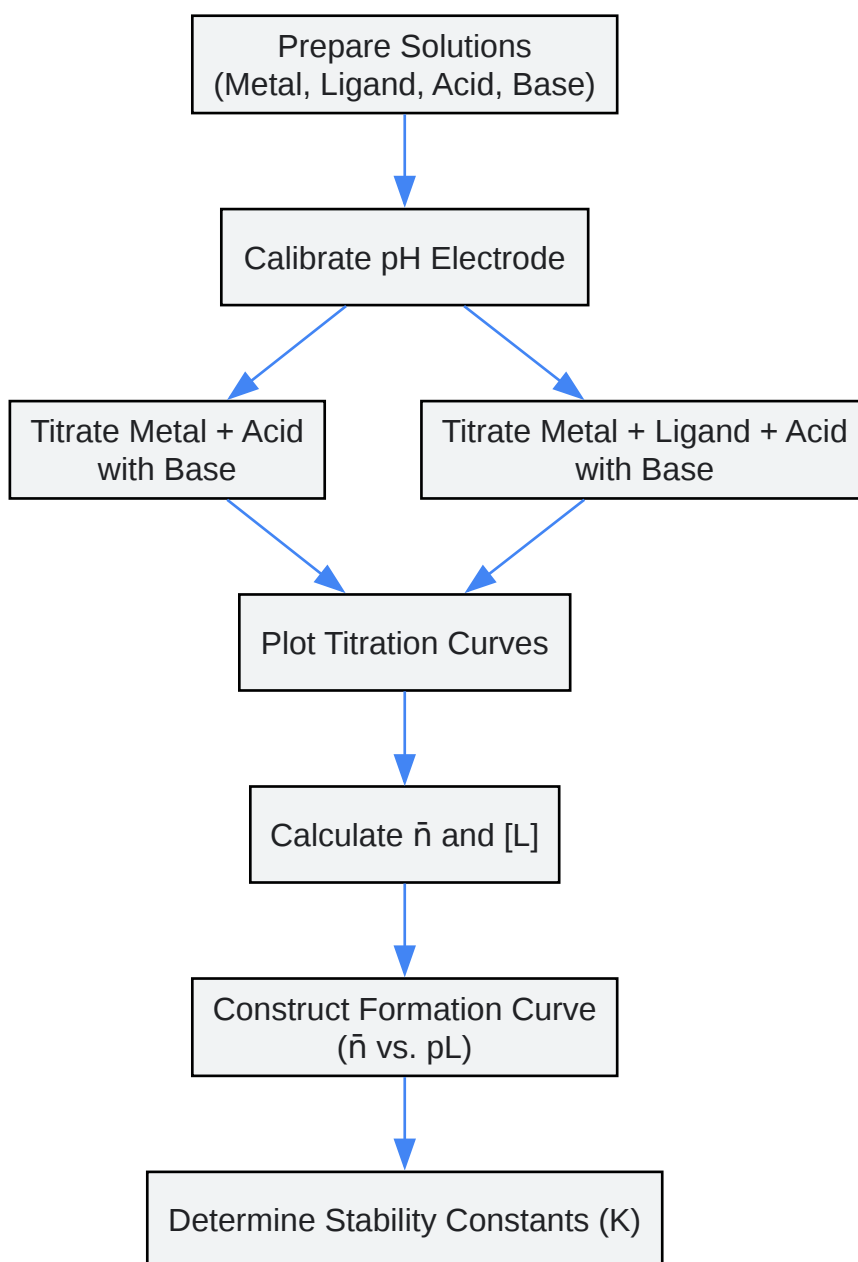 Prepare Solutions
(Metal, Ligand, Acid, Base)
Calibrate pH Electrode
Titrate Metal + Acid
with Base
Titrate Metal + Ligand + Acid
with Base
Plot Titration Curves
Calculate n̄ and [L]
Construct Formation Curve
(n̄ vs. pL)
Determine Stability Constants (K)